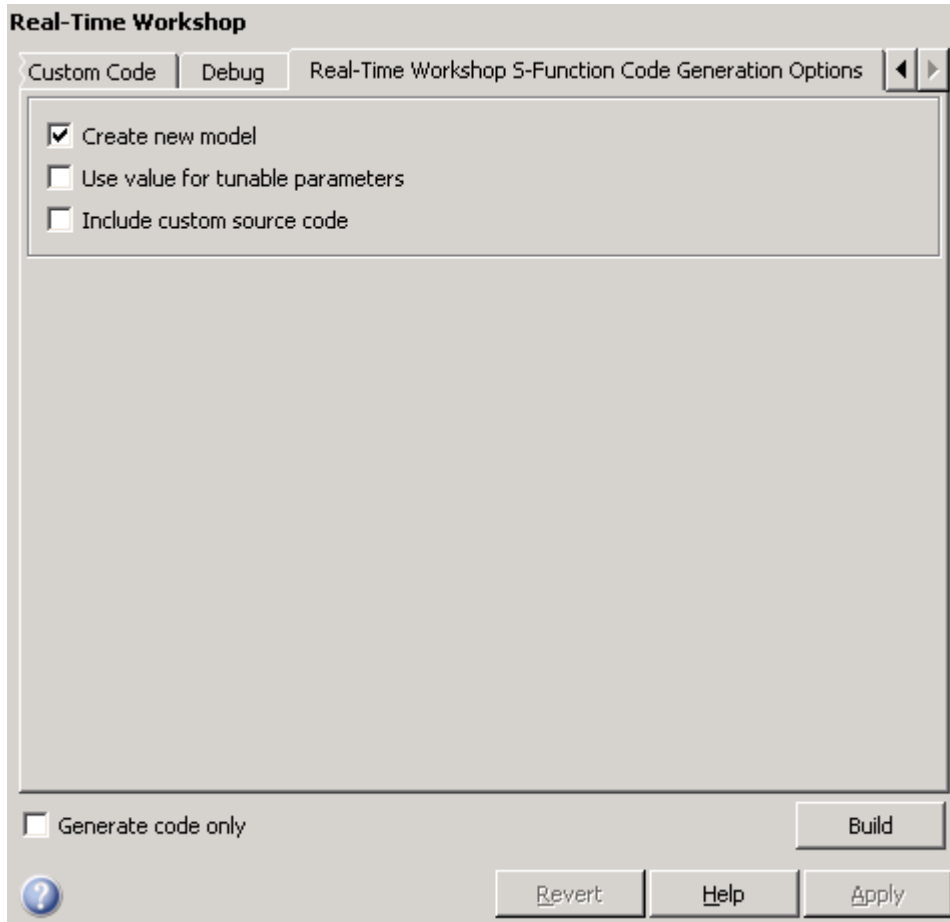 Real-Time Workshop
Custom Code Debug Real-Time Workshop S-Function Code Generation Options
Create new model
Use value for tunable parameters
Include custom source code
Generate code only Build
? Revert Help Apply